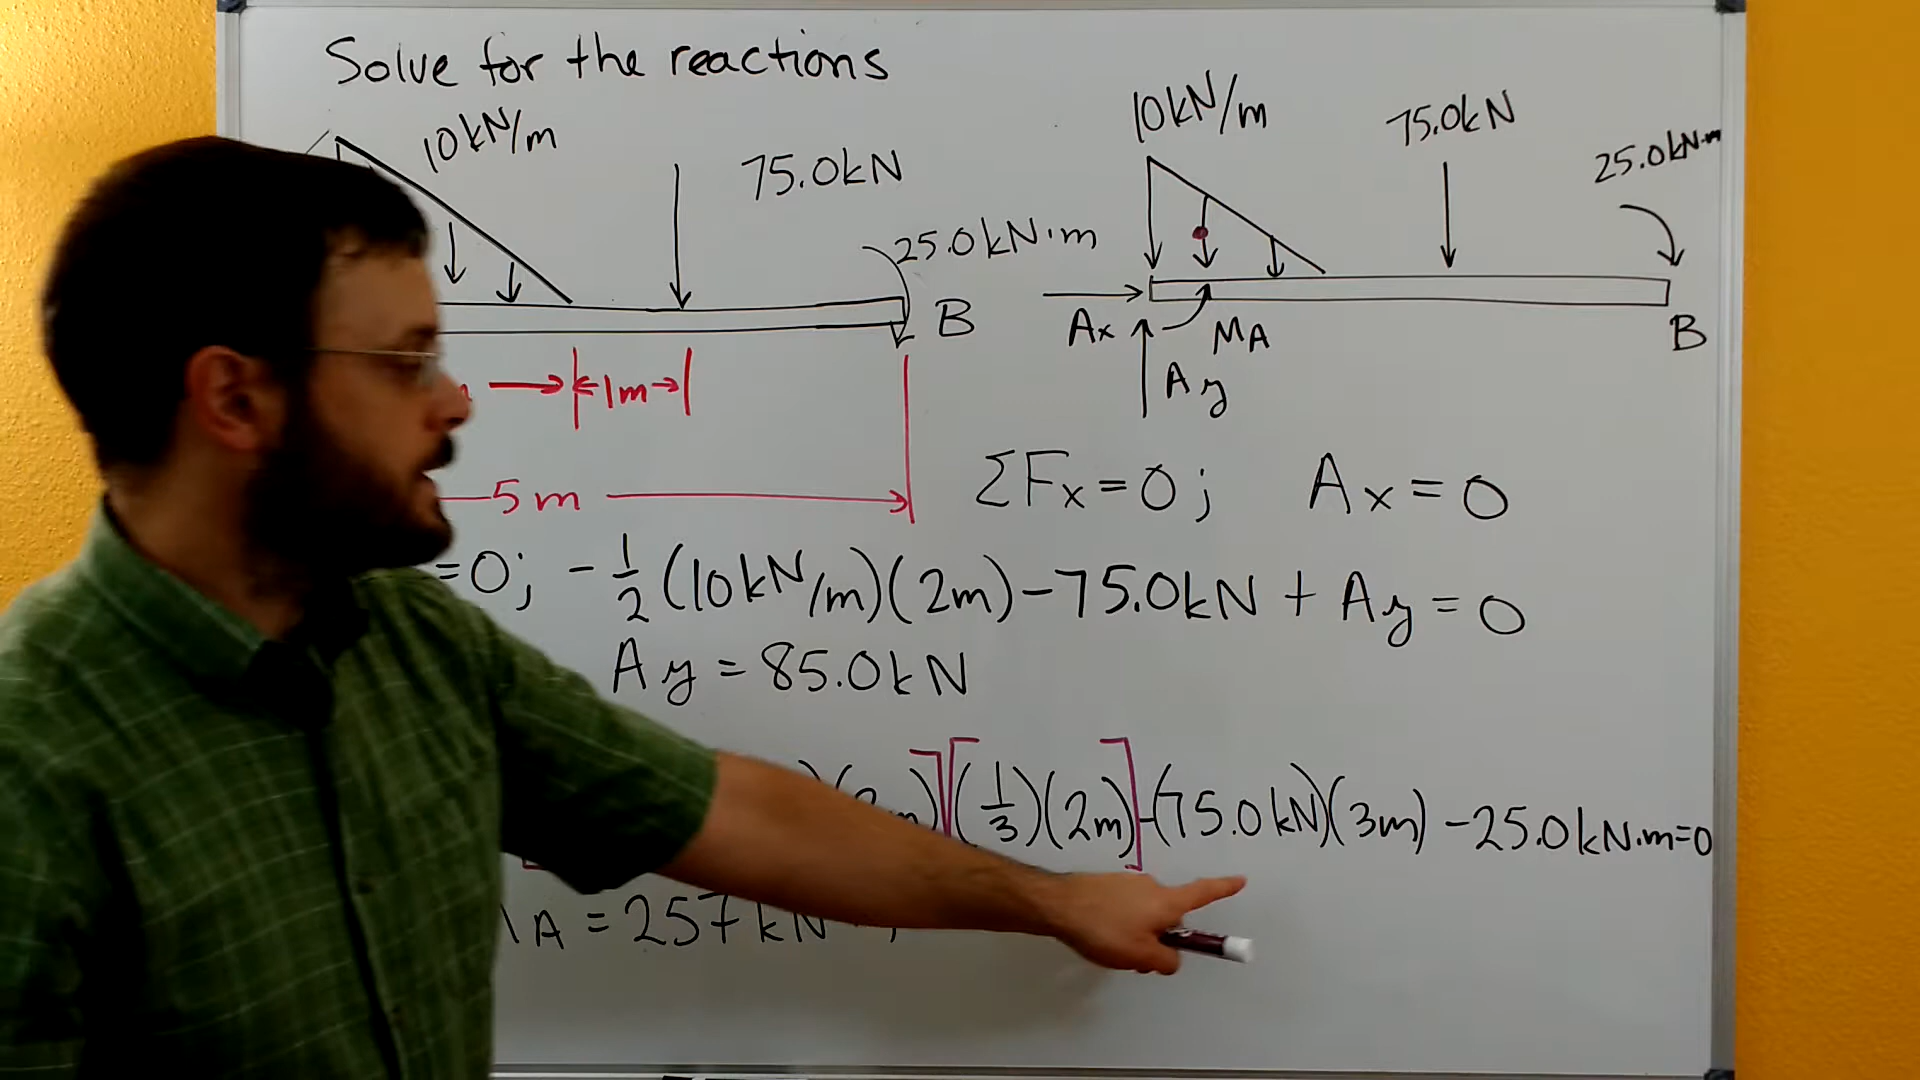 Solve for the reactions
10kN/m
75.0kN
25.0kN·m
B
1m
5m
10kN/m
75.0kN
25.0kN·m
Ax
MA
Ay
B
ΣFx=0; Ax=0
=0; -1/2(10kN/m)(2m)-75.0kN+Ay=0
Ay=85.0kN
)(2m)][(1/3)(2m)]-(75.0kN)(3m)-25.0kN·m=0
A=257kN